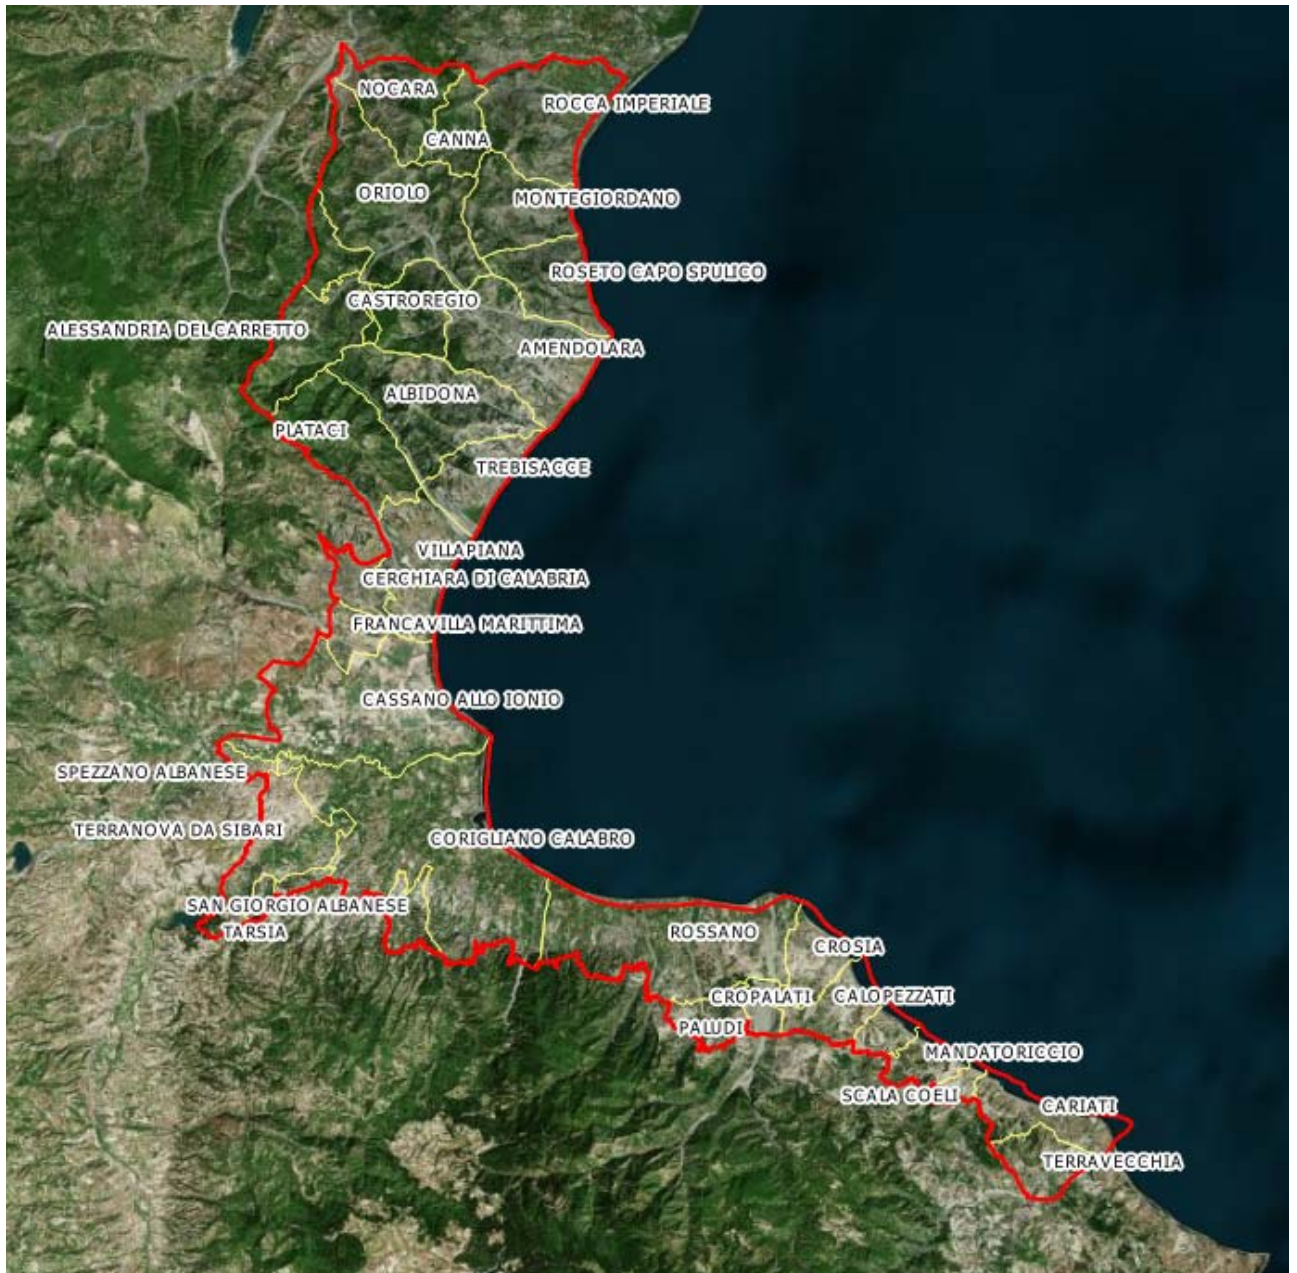 NOCARA
ROCCA IMPERIALE
CANNA
ORIOLO
MONTEGIORDANO
ROSETO CAPO SPULICO
CASTROREGIO
ALESSANDRIA DEL CARRETTO
AMENDOLARA
ALBIDONA
PLATACI
TREBISACCE
VILLAPIANA
CERCHIARA DI CALABRIA
FRANCAVILLA MARITTIMA
CASSANO ALLO IONIO
SPEZZANO ALBANESE
TERRANOVA DA SIBARI
CORIGLIANO CALABRO
SAN GIORGIO ALBANESE
TARSIA
ROSSANO
CROSIA
CROPALATI
CALOPEZZATI
PALUDI
MANDATORICCIO
SCALA COELI
CARIATI
TERRAVECCHIA